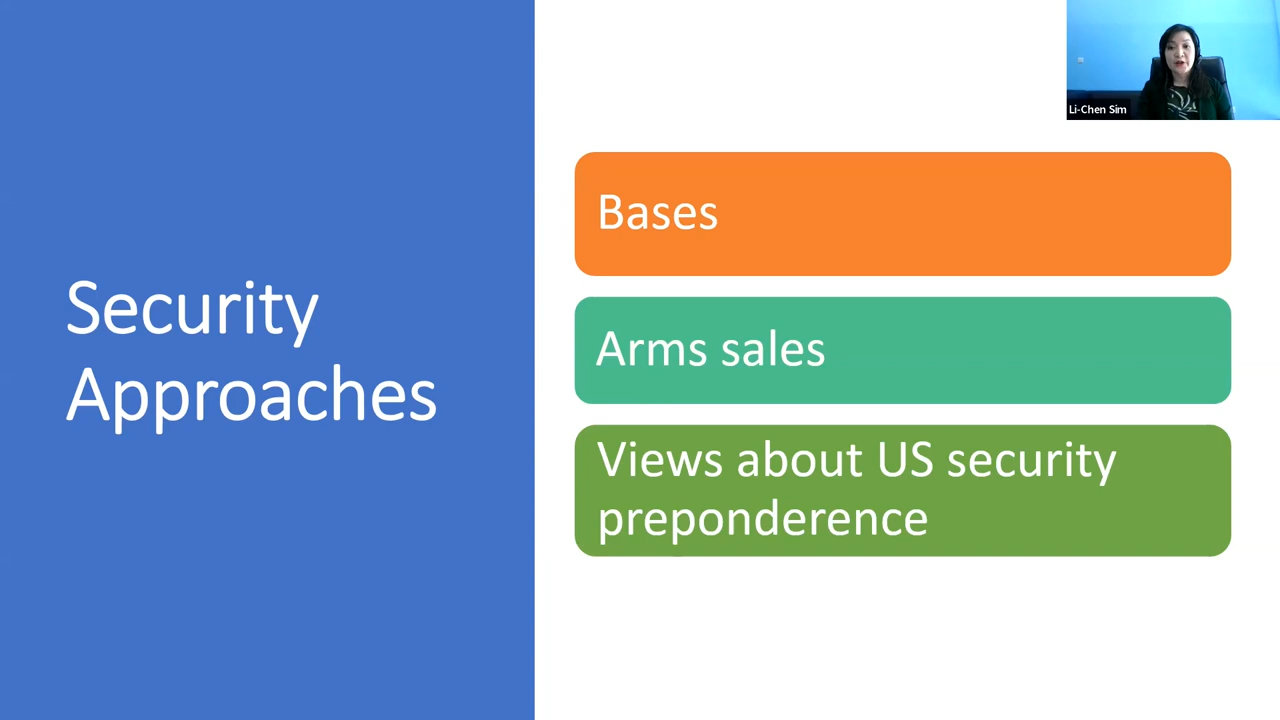 Li-Chen Sim
Security
Approaches
Bases
Arms sales
Views about US security
preponderence